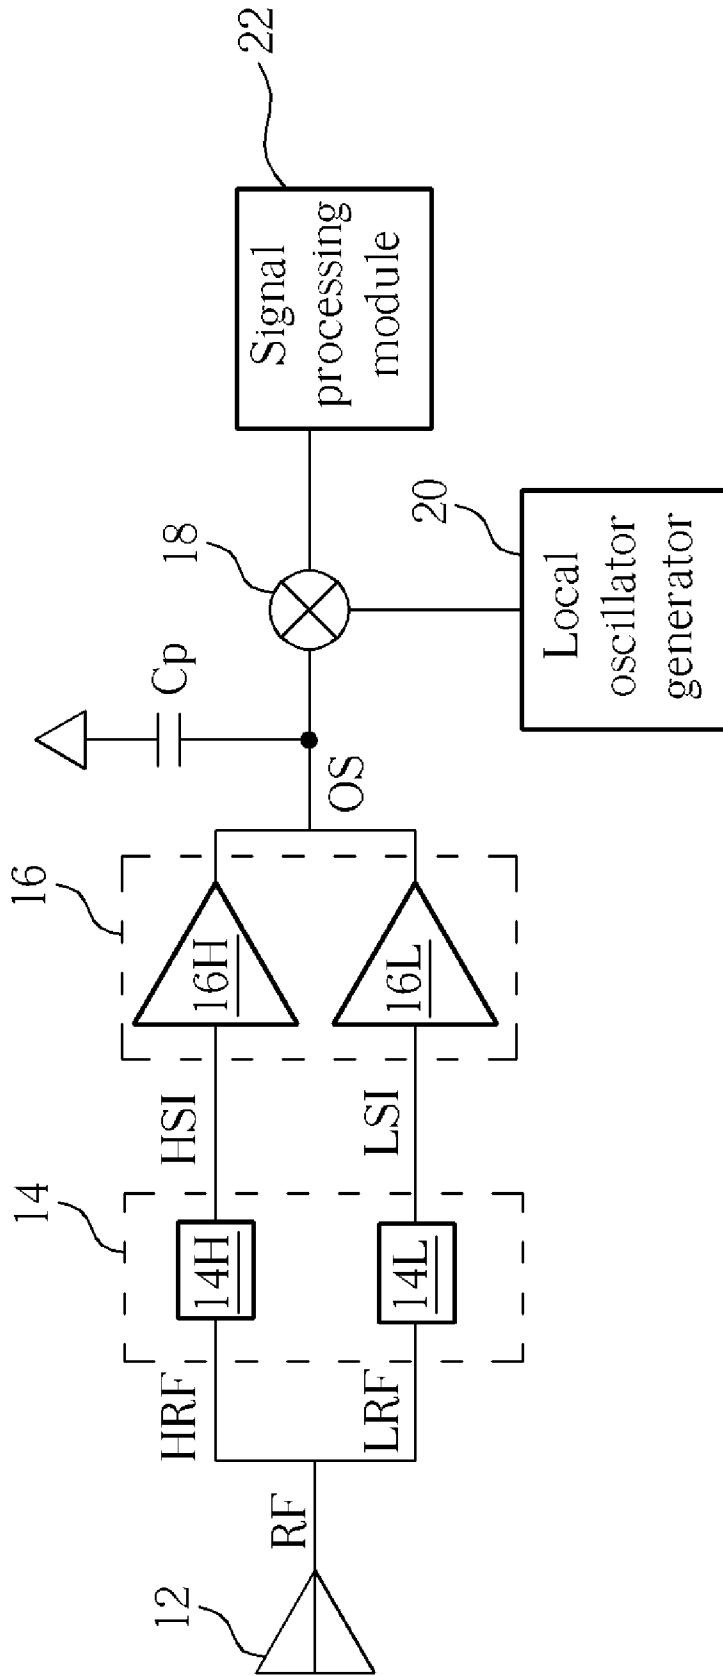 12
RF
HRF
LRF
14
14H
14L
HSI
LSI
16
16H
16L
OS
Cp
18
20
Local
oscillator
generator
22
Signal
processing
module